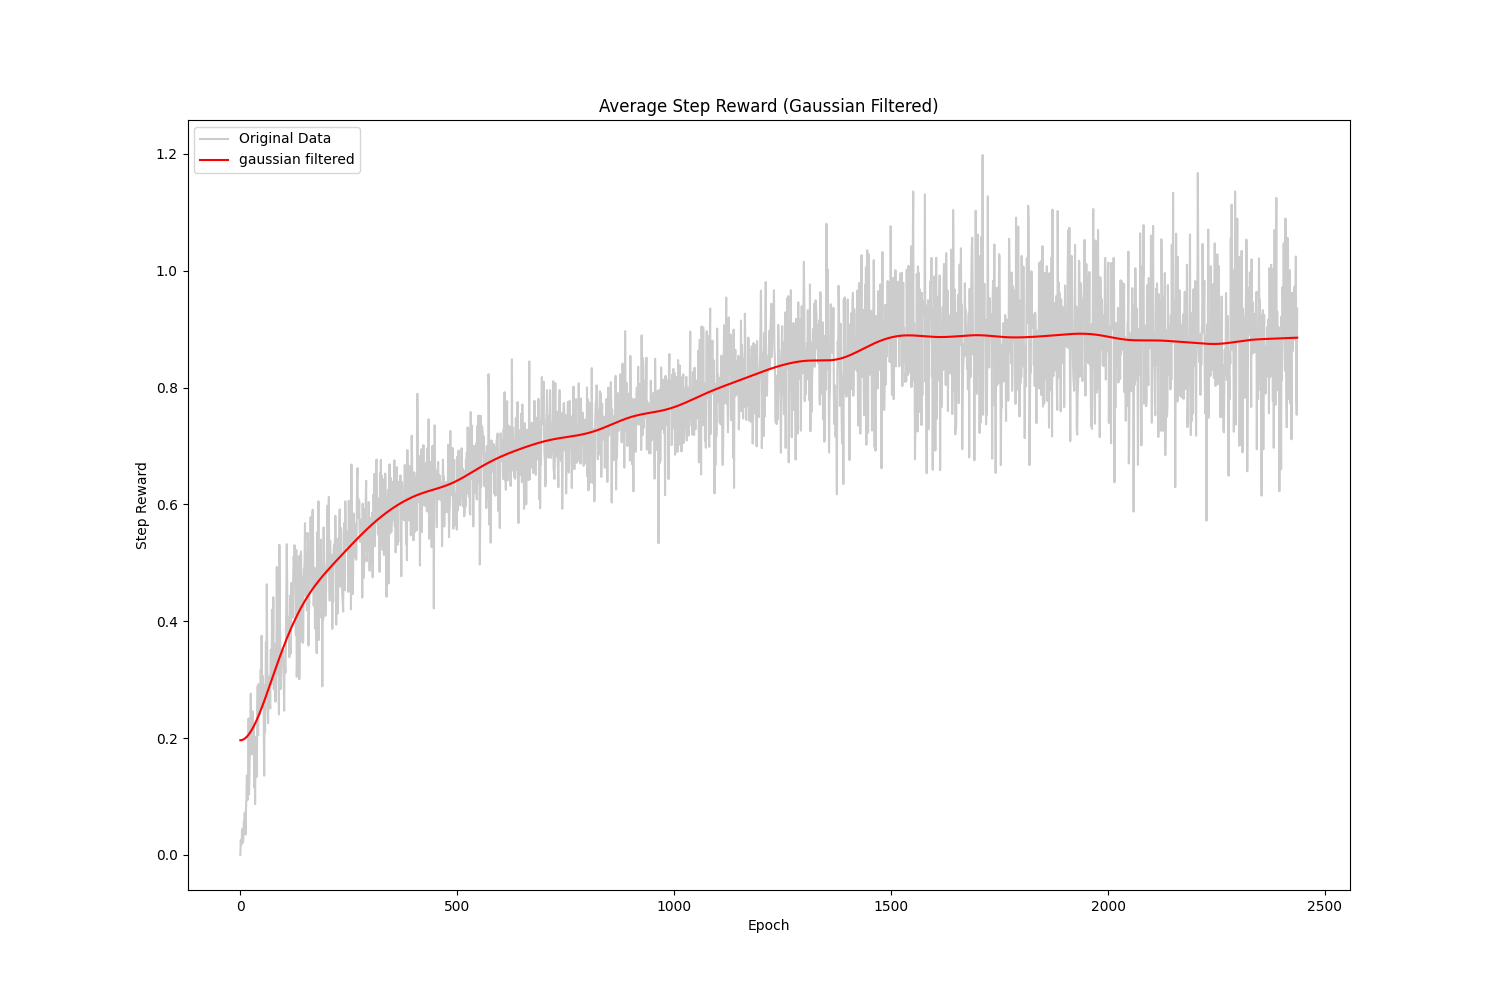 Average Step Reward (Gaussian Filtered)
Original Data
gaussian filtered
1.2
1.0
0.8
0.6
0.4
0.2
0.0
Step Reward
0 500 1000 1500 2000 2500
Epoch